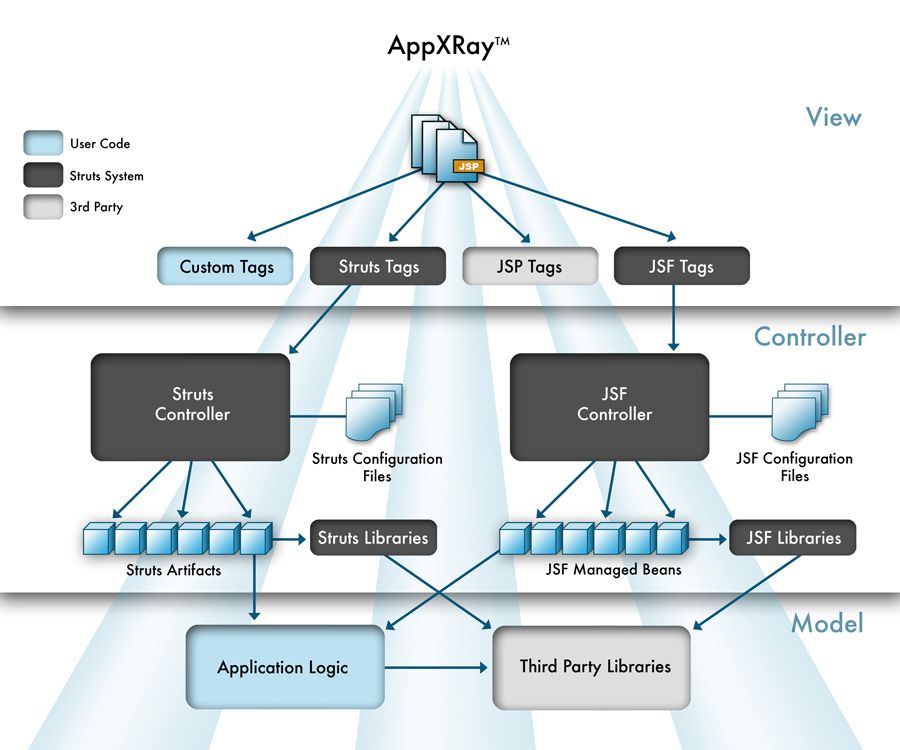 AppXRay™
View
User Code
Struts System
3rd Party
JSP
Custom Tags
Struts Tags
JSP Tags
JSF Tags
Controller
Struts
Controller
JSF
Controller
Struts Configuration
Files
JSF Configuration
Files
Struts Libraries
JSF Libraries
Struts Artifacts
JSF Managed Beans
Model
Application Logic
Third Party Libraries